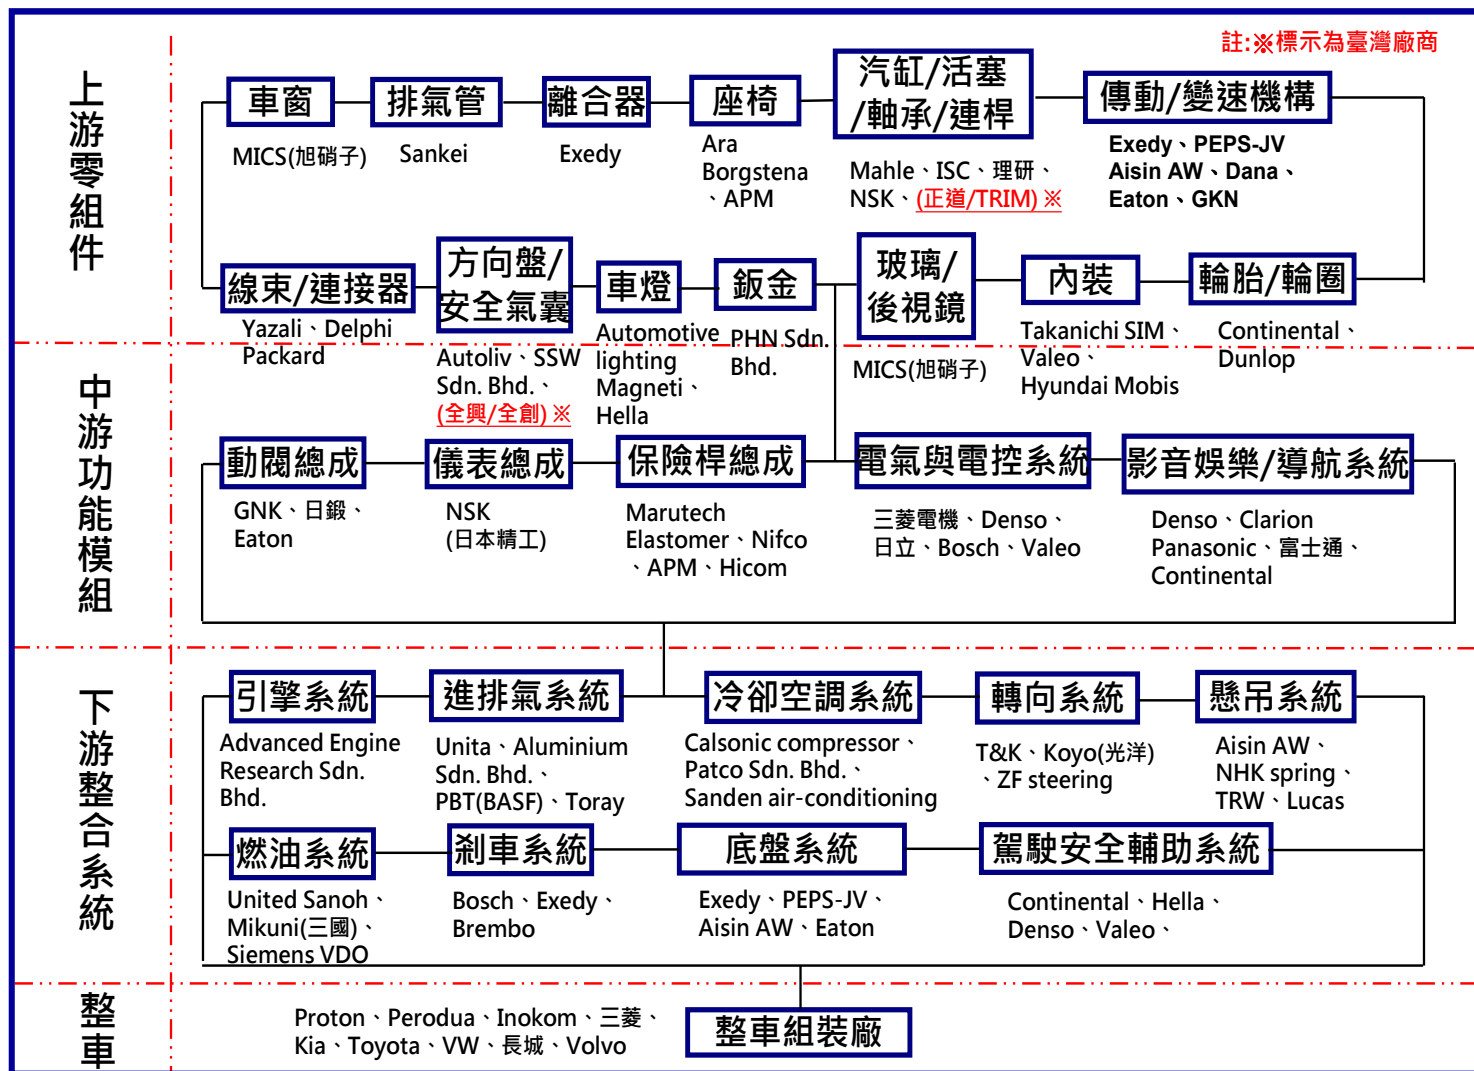 註:※標示為臺灣廠商
上游零組件
車窗
MICS(旭硝子)
排氣管
Sankei
離合器
Exedy
座椅
Ara
Borgstena
、APM
汽缸/活塞
/軸承/連桿
Mahle、ISC、理研、
NSK、(正道/TRIM) ※
傳動/變速機構
Exedy、PEPS-JV
Aisin AW、Dana、
Eaton、GKN
線束/連接器
Yazali、Delphi
Packard
方向盤/
安全氣囊
Autoliv、SSW
Sdn. Bhd.、
(全興/全創) ※
車燈
Automotive
lighting
Magneti、
Hella
鈑金
PHN Sdn.
Bhd.
玻璃/
後視鏡
MICS(旭硝子)
內裝
Takanichi SIM、
Valeo、
Hyundai Mobis
輪胎/輪圈
Continental、
Dunlop
中游功能模組
動閥總成
GNK、日鍛、
Eaton
儀表總成
NSK
(日本精工)
保險桿總成
Marutech
Elastomer、Nifco
、APM、Hicom
電氣與電控系統
三菱電機、Denso、
日立、Bosch、Valeo
影音娛樂/導航系統
Denso、Clarion
Panasonic、富士通、
Continental
下游整合系統
引擎系統
Advanced Engine
Research Sdn.
Bhd.
進排氣系統
Unita、Aluminium
Sdn. Bhd.、
PBT(BASF)、Toray
冷卻空調系統
Calsonic compressor、
Patco Sdn. Bhd.、
Sanden air-conditioning
轉向系統
T&K、Koyo(光洋)
、ZF steering
懸吊系統
Aisin AW、
NHK spring、
TRW、Lucas
燃油系統
United Sanoh、
Mikuni(三國)、
Siemens VDO
剎車系統
Bosch、Exedy、
Brembo
底盤系統
Exedy、PEPS-JV、
Aisin AW、Eaton
駕駛安全輔助系統
Continental、Hella、
Denso、Valeo、
整車
Proton、Perodua、Inokom、三菱、
Kia、Toyota、VW、長城、Volvo
整車組裝廠